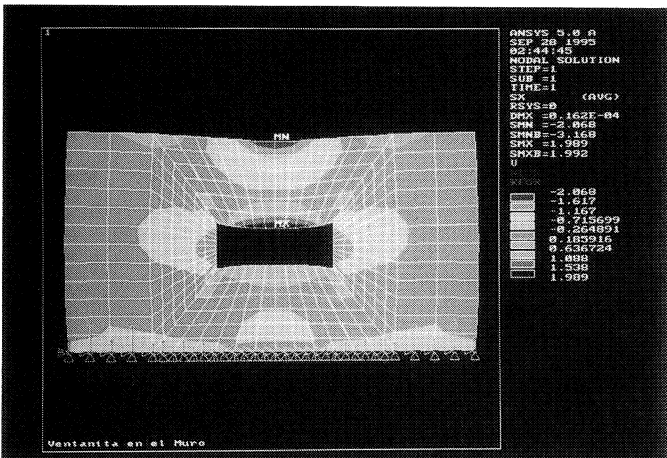 1
ANSYS 5.0 A
SEP 28 1995
02:44:45
NODAL SOLUTION
STEP=1
SUB =1
TIME=1
SX (AVG)
RSYS=0
DMX =0.162E-04
SMN =-2.068
SMNB=-3.168
SMX =1.989
SMXB=1.992
U
-2.068
-1.617
-1.167
-0.715699
-0.264891
0.185916
0.636724
1.088
1.538
1.989
MN
MX
Ventanita en el Muro